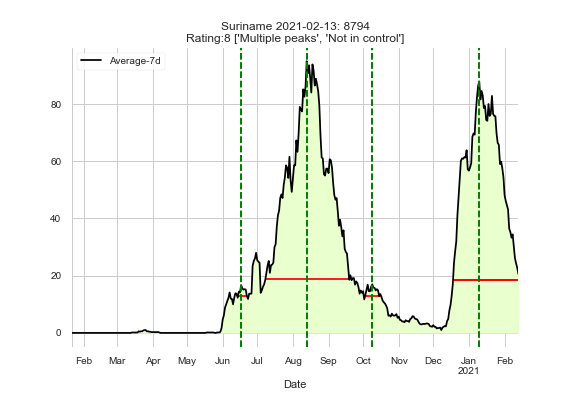 Suriname 2021-02-13: 8794
Rating:8 ['Multiple peaks', 'Not in control']
Average-7d
80
60
40
20
0
Feb Mar Apr May Jun Jul Aug Sep Oct Nov Dec Jan Feb
2021
Date